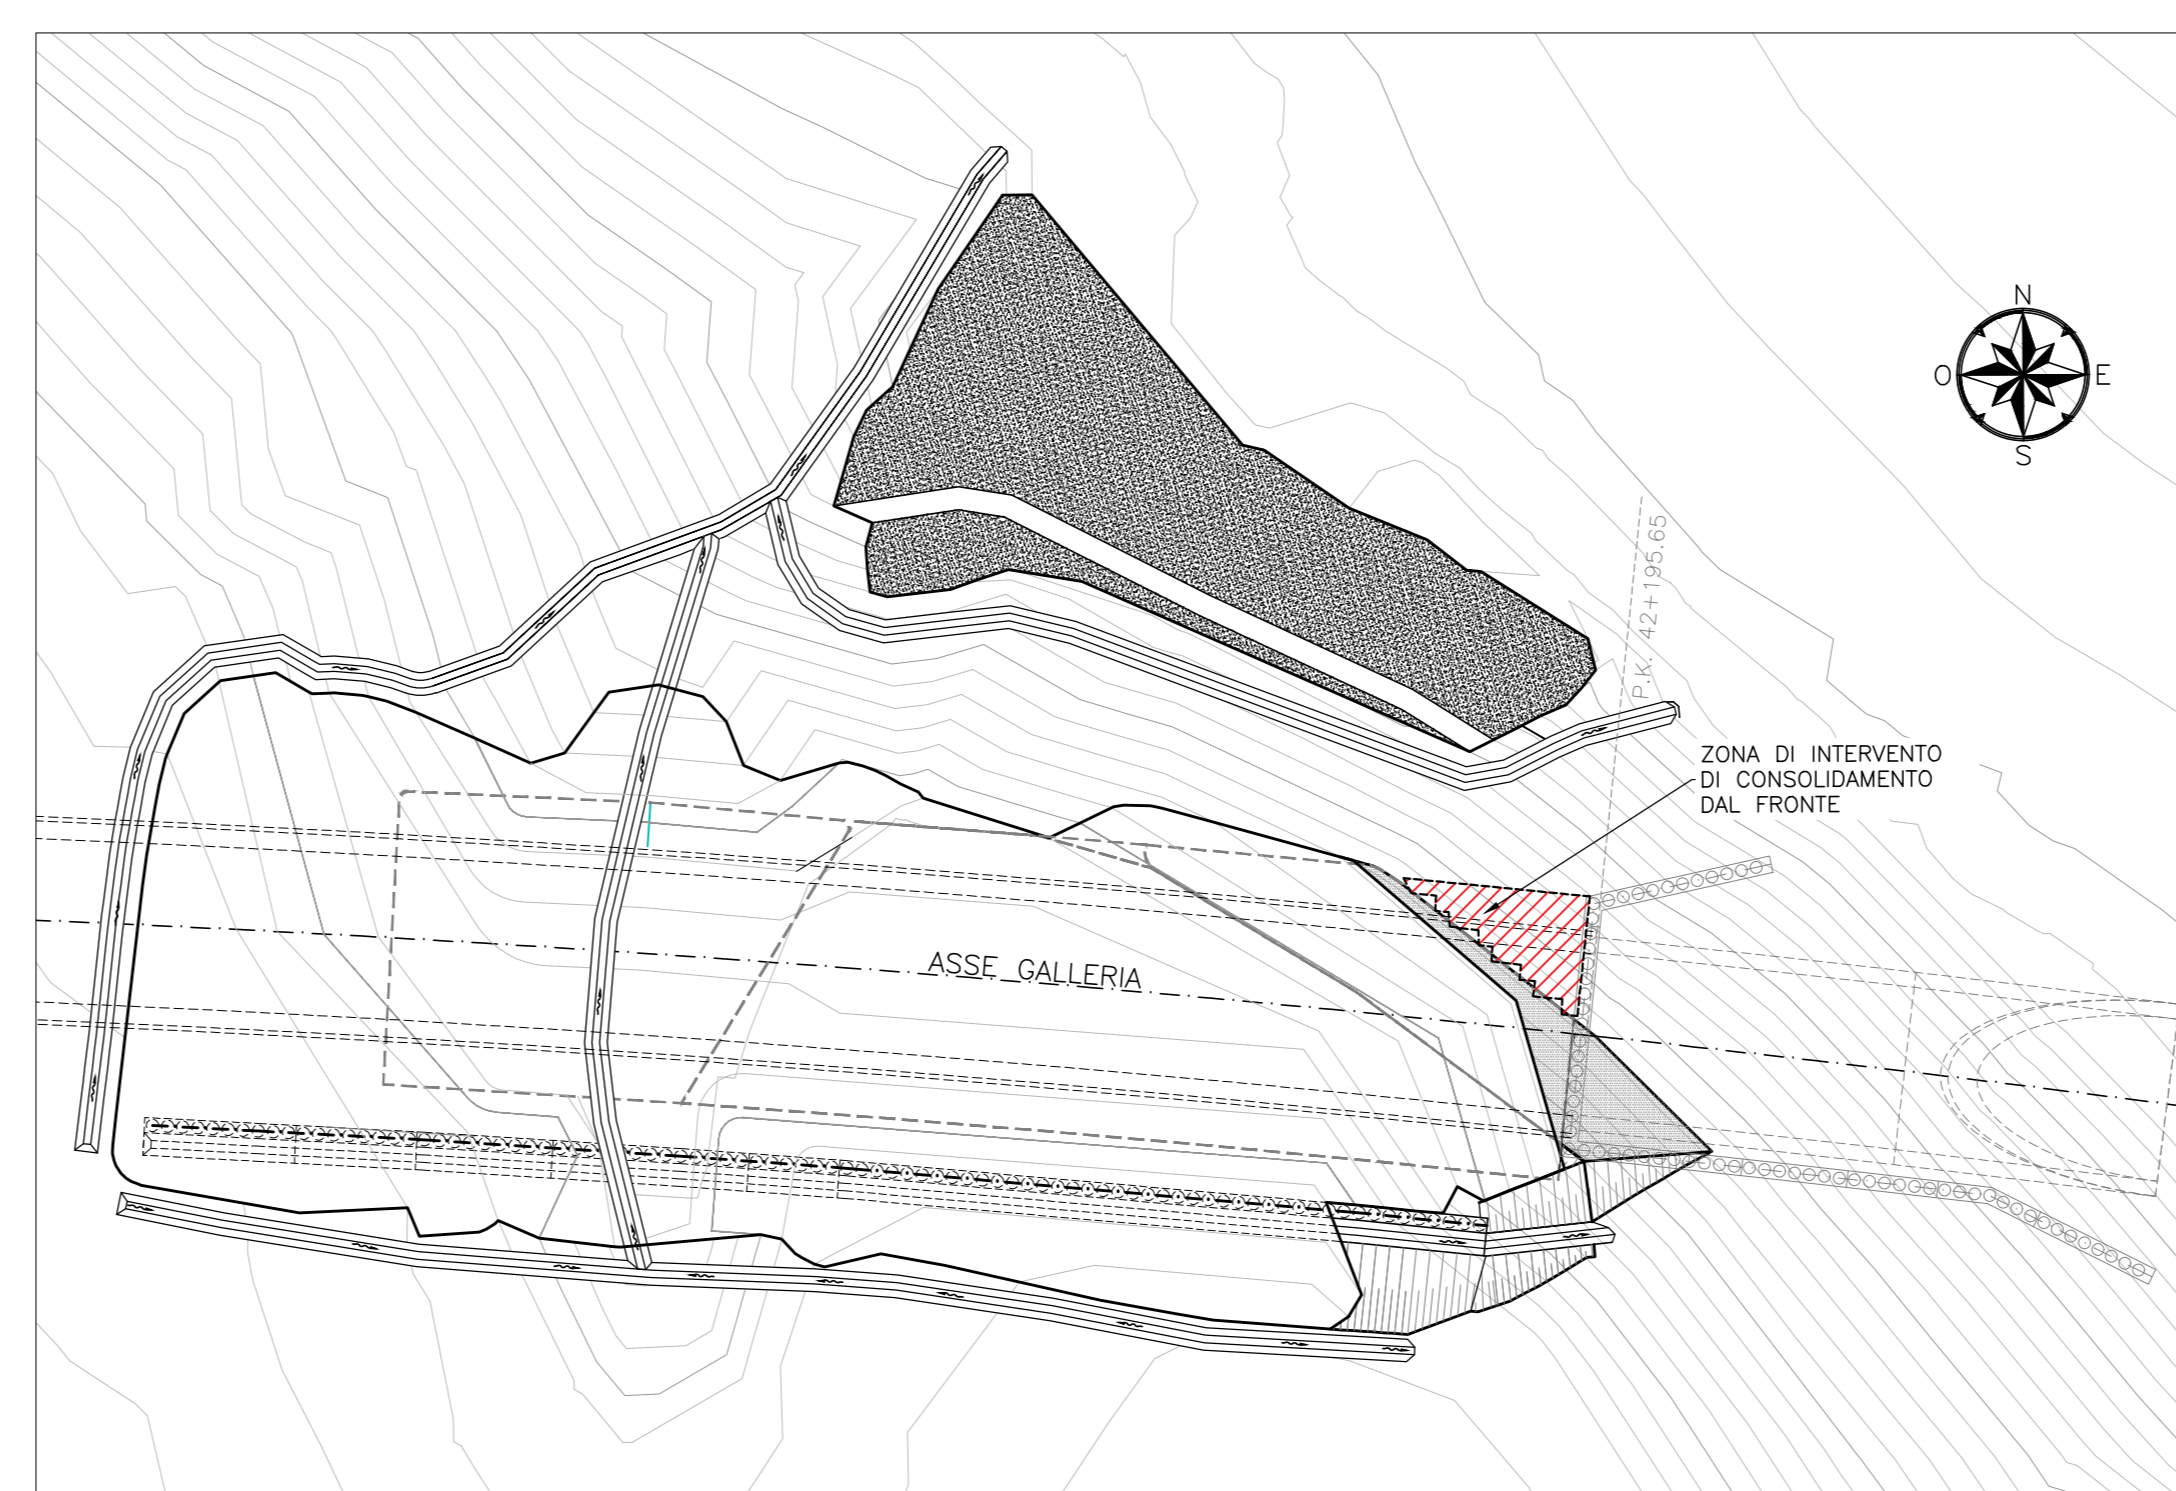 N
O
E
S
P.K. 42+195.65
ZONA DI INTERVENTO
DI CONSOLIDAMENTO
DAL FRONTE
ASSE GALLERIA